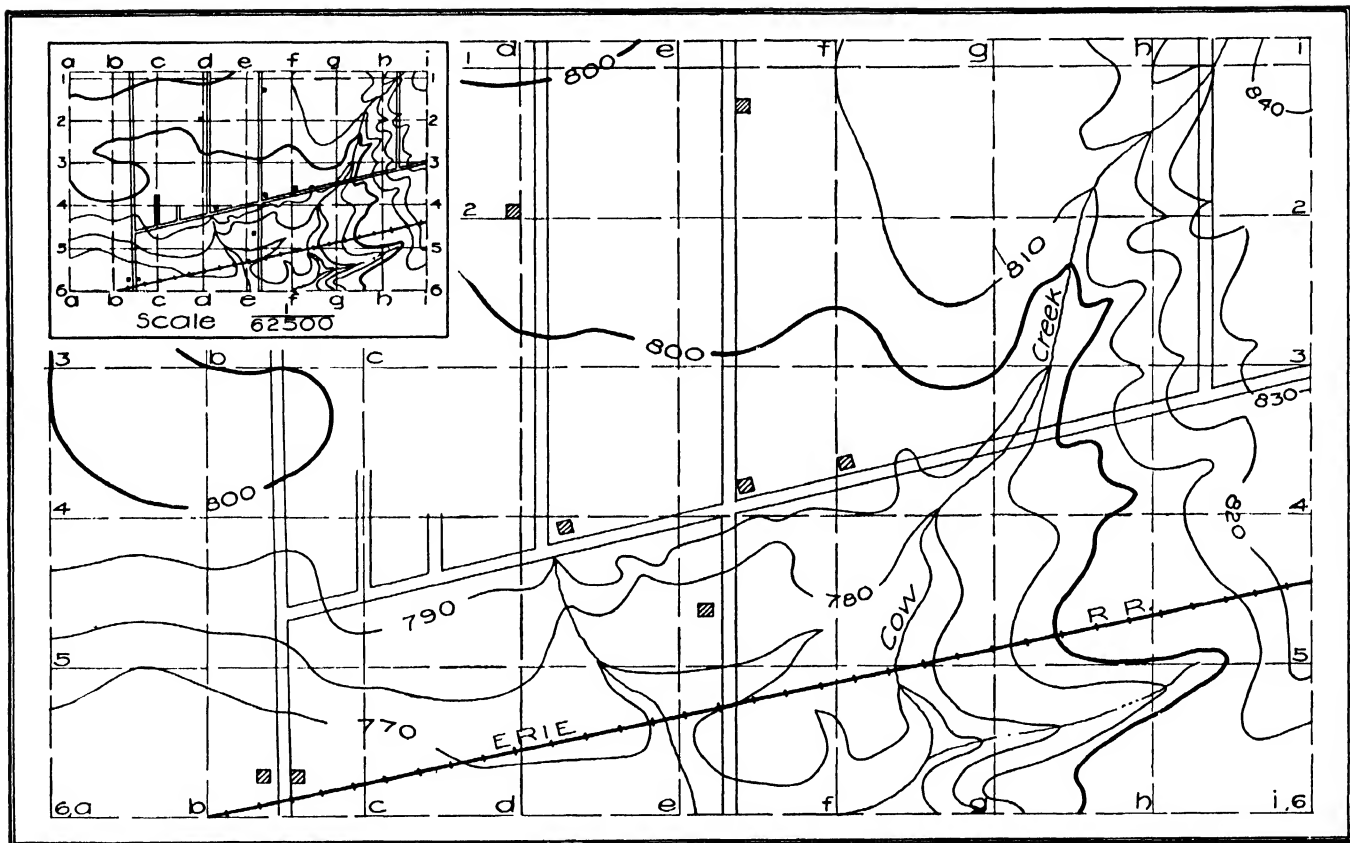 a b c d e f g h i
1 1
2 2
3 3
4 4
5 5
6 6
a b c d e f g h i
Scale 1/62500
d e f g h
1 800 1
840
2 2
810
800
Creek
3 b c 3
830
800
4 4
820
790 780
Cow
R R.
5 5
770
ERIE
6,a b c d e f g h i,6